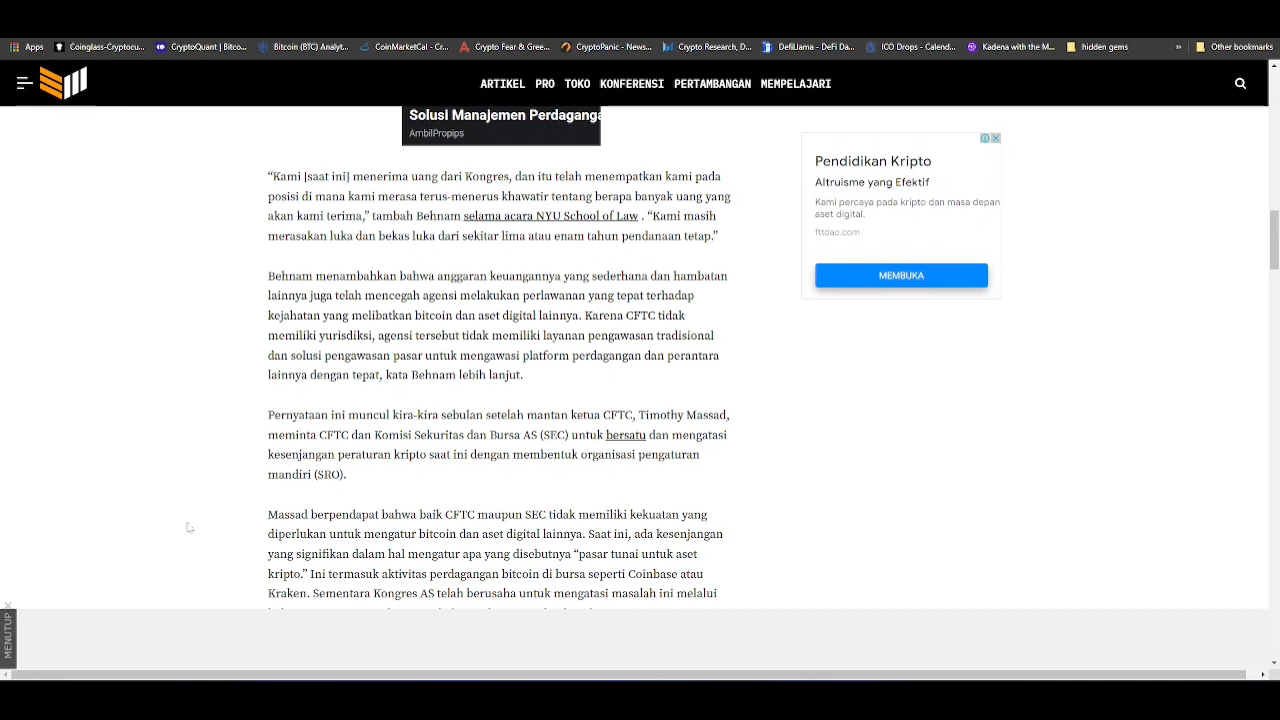 Apps
Coinglass-Cryptocu...
CryptoQuant | Bitco...
Bitcoin (BTC) Analyt...
CoinMarketCal - Cr...
Crypto Fear & Gree...
CryptoPanic - News...
Crypto Research, D...
DefiLlama - DeFi Da...
ICO Drops - Calend...
Kadena with the M...
hidden gems
»
Other bookmarks
ARTIKEL PRO TOKO KONFERENSI PERTAMBANGAN MEMPELAJARI
Solusi Manajemen Perdaganga
AmbilPropips
“Kami [saat ini] menerima uang dari Kongres, dan itu telah menempatkan kami pada
posisi di mana kami merasa terus-menerus khawatir tentang berapa banyak uang yang
akan kami terima,” tambah Behnam selama acara NYU School of Law . “Kami masih
merasakan luka dan bekas luka dari sekitar lima atau enam tahun pendanaan tetap.”
Behnam menambahkan bahwa anggaran keuangannya yang sederhana dan hambatan
lainnya juga telah mencegah agensi melakukan perlawanan yang tepat terhadap
kejahatan yang melibatkan bitcoin dan aset digital lainnya. Karena CFTC tidak
memiliki yurisdiksi, agensi tersebut tidak memiliki layanan pengawasan tradisional
dan solusi pengawasan pasar untuk mengawasi platform perdagangan dan perantara
lainnya dengan tepat, kata Behnam lebih lanjut.
Pernyataan ini muncul kira-kira sebulan setelah mantan ketua CFTC, Timothy Massad,
meminta CFTC dan Komisi Sekuritas dan Bursa AS (SEC) untuk bersatu dan mengatasi
kesenjangan peraturan kripto saat ini dengan membentuk organisasi pengaturan
mandiri (SRO).
Massad berpendapat bahwa baik CFTC maupun SEC tidak memiliki kekuatan yang
diperlukan untuk mengatur bitcoin dan aset digital lainnya. Saat ini, ada kesenjangan
yang signifikan dalam hal mengatur apa yang disebutnya “pasar tunai untuk aset
kripto.” Ini termasuk aktivitas perdagangan bitcoin di bursa seperti Coinbase atau
Kraken. Sementara Kongres AS telah berusaha untuk mengatasi masalah ini melalui
Pendidikan Kripto
Altruisme yang Efektif
Kami percaya pada kripto dan masa depan
aset digital.
fttdao.com
MEMBUKA
MENUTUP